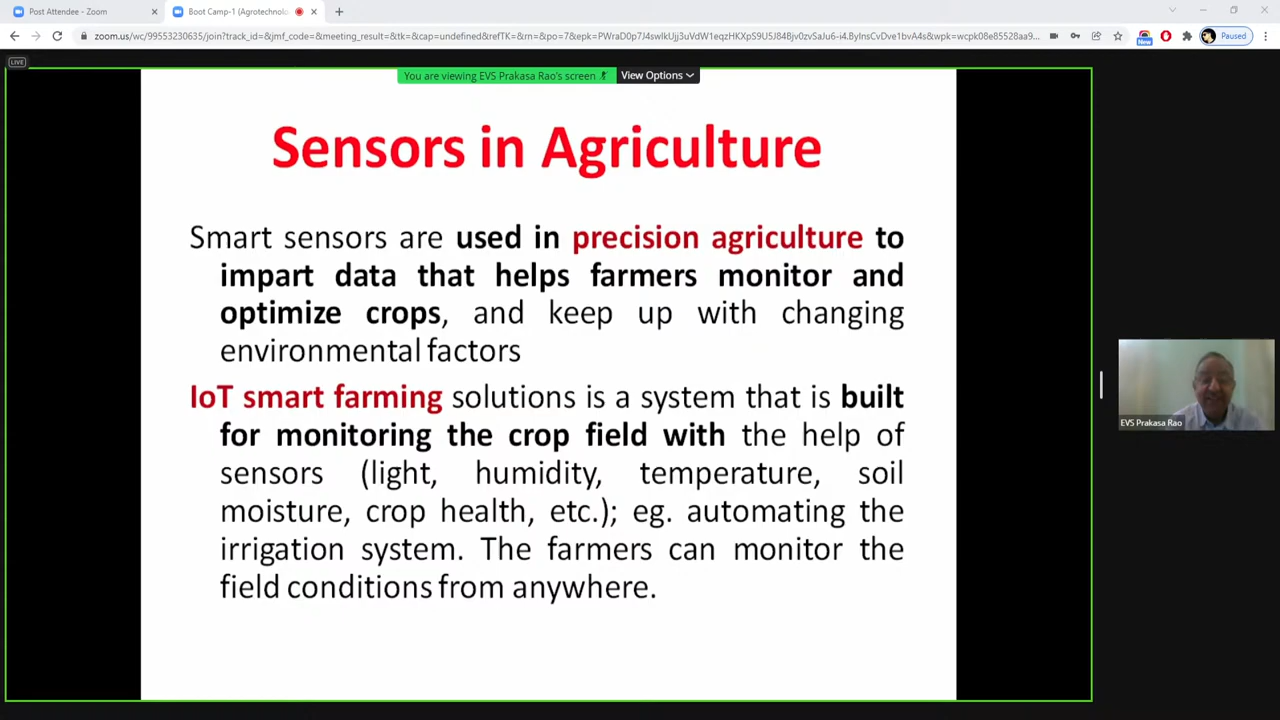 Post Attendee - Zoom
Boot Camp-1 (Agrotechnolo
Paused
New
LIVE
You are viewing EVS Prakasa Rao's screen
View Options
Sensors in Agriculture
Smart sensors are used in precision agriculture to
impart data that helps farmers monitor and
optimize crops, and keep up with changing
environmental factors
IoT smart farming solutions is a system that is built
for monitoring the crop field with the help of
sensors (light, humidity, temperature, soil
moisture, crop health, etc.); eg. automating the
irrigation system. The farmers can monitor the
field conditions from anywhere.
EVS Prakasa Rao